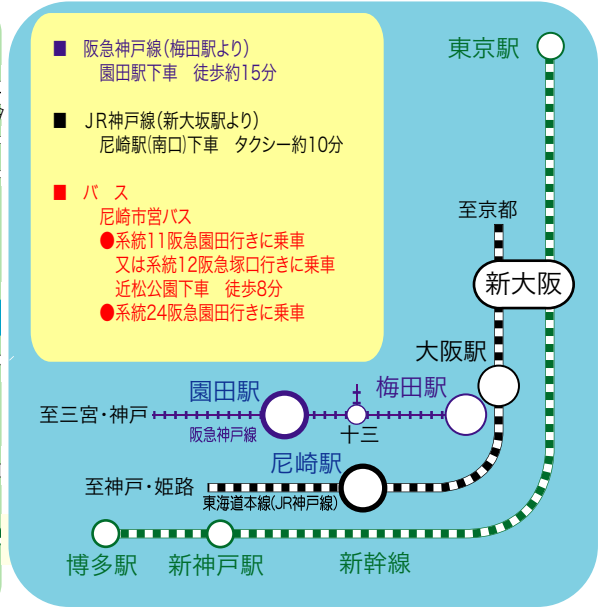 ■ 阪急神戸線(梅田駅より)
園田駅下車 徒歩約15分
■ JR神戸線(新大坂駅より)
尼崎駅(南口)下車 タクシー約10分
■ バ ス
尼崎市営バス
●系統11阪急園田行きに乗車
又は系統12阪急塚口行きに乗車
近松公園下車 徒歩8分
●系統24阪急園田行きに乗車
東京駅
至京都
新大阪
大阪駅
園田駅
梅田駅
至三宮・神戸
阪急神戸線
十三
尼崎駅
至神戸・姫路
東海道本線(JR神戸線)
博多駅
新神戸駅
新幹線